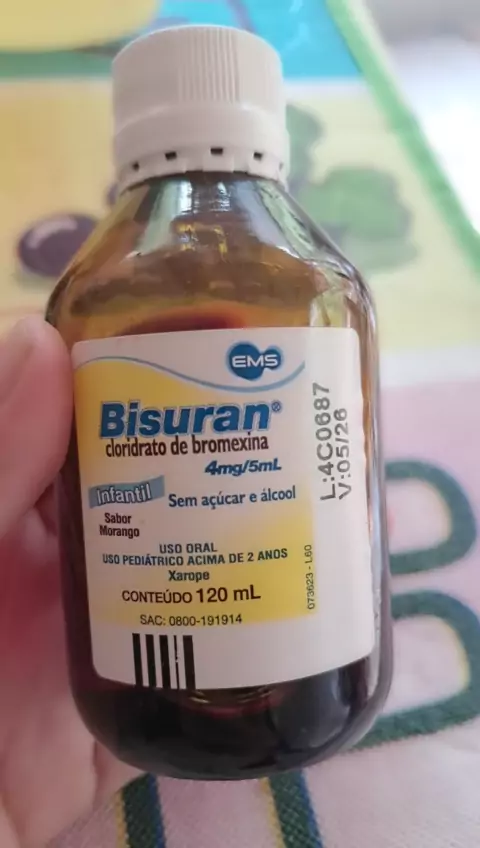 EMS
Bisuran®
cloridrato de bromexina
4mg/5mL
Infantil
Sem açúcar e álcool
Sabor
Morango
USO ORAL
USO PEDIÁTRICO ACIMA DE 2 ANOS
Xarope
CONTEÚDO 120 mL
SAC: 0800-191914
L:4C0687
V:05/26
073623 - L60